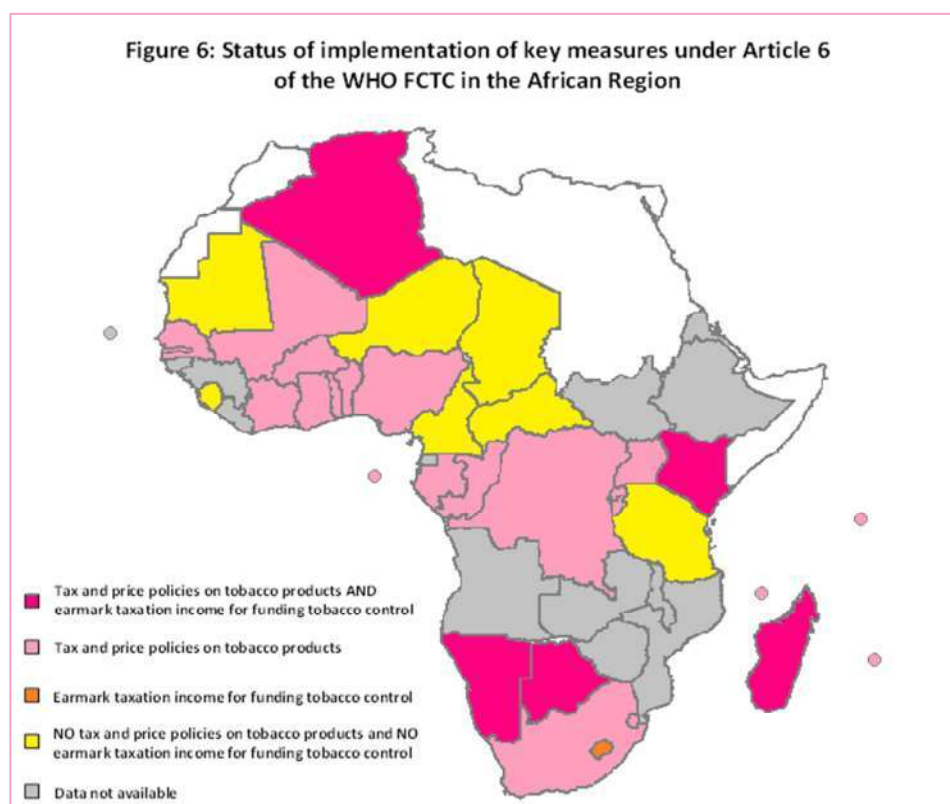 Figure 6: Status of implementation of key measures under Article 6
of the WHO FCTC in the African Region
Tax and price policies on tobacco products AND
earmark taxation income for funding tobacco control
Tax and price policies on tobacco products
Earmark taxation income for funding tobacco control
NO tax and price policies on tobacco products and NO
earmark taxation income for funding tobacco control
Data not available